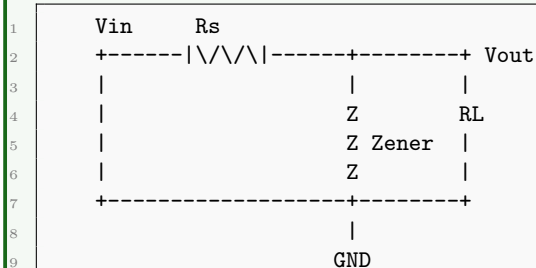 1         Vin      Rs
2         +------|\/\/\|------+--------+ Vout
3         |                   |        |
4         |                   Z        RL
5         |                   Z Zener  |
6         |                   Z        |
7         +-------------------+--------+
8                             |
9                            GND